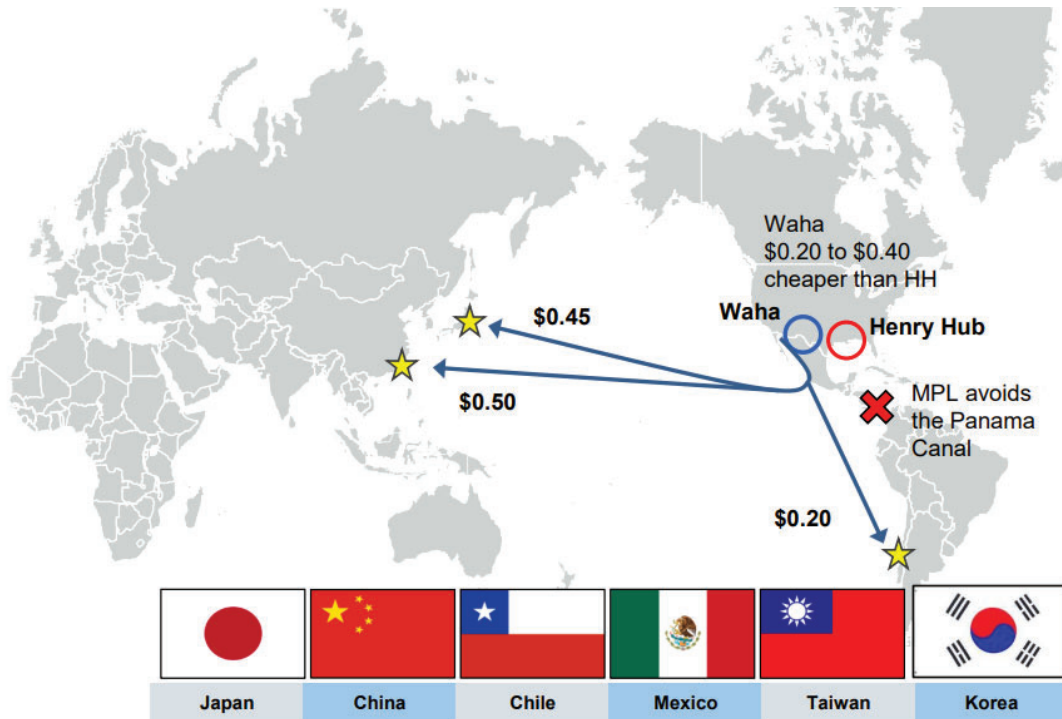 Waha
$0.20 to $0.40
cheaper than HH
Waha
Henry Hub
$0.45
$0.50
MPL avoids
the Panama
Canal
$0.20
Japan
China
Chile
Mexico
Taiwan
Korea